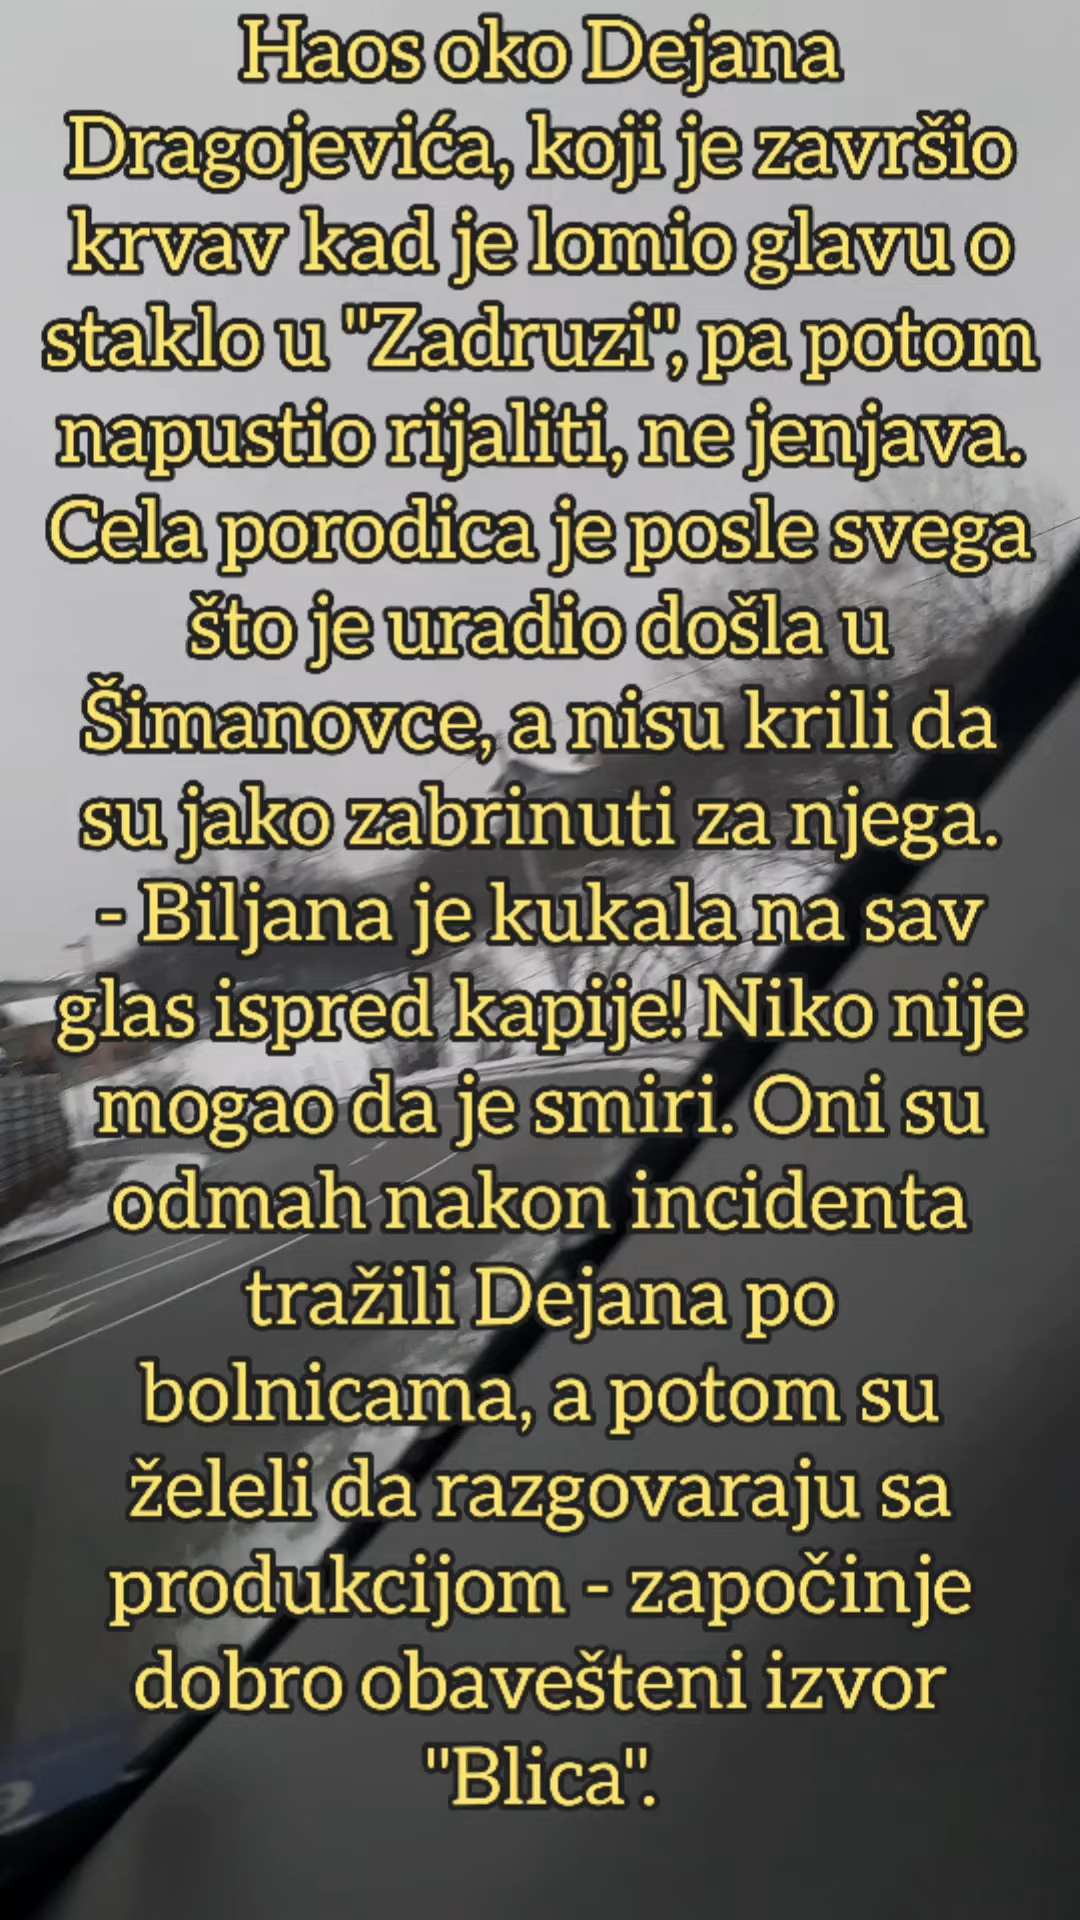 Haos oko Dejana
Dragojevića, koji je završio
krvav kad je lomio glavu o
staklo u "Zadruzi", pa potom
napustio rijaliti, ne jenjava.
Cela porodica je posle svega
što je uradio došla u
Šimanovce, a nisu krili da
su jako zabrinuti za njega.
- Biljana je kukala na sav
glas ispred kapije! Niko nije
mogao da je smiri. Oni su
odmah nakon incidenta
tražili Dejana po
bolnicama, a potom su
želeli da razgovaraju sa
produkcijom - započinje
dobro obavešteni izvor
"Blica".